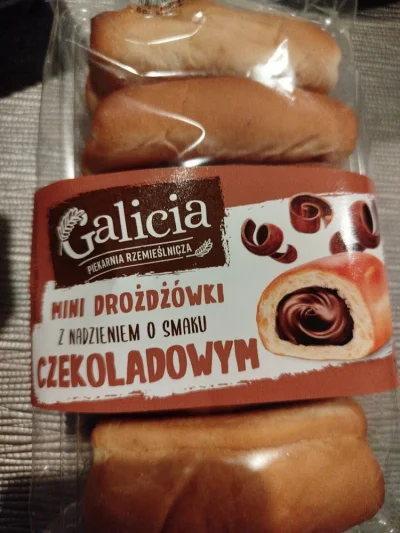 Galicia
PIEKARNIA RZEMIEŚLNICZA
MINI DROŻDŻÓWKI
Z NADZIENIEM O SMAKU
CZEKOLADOWYM